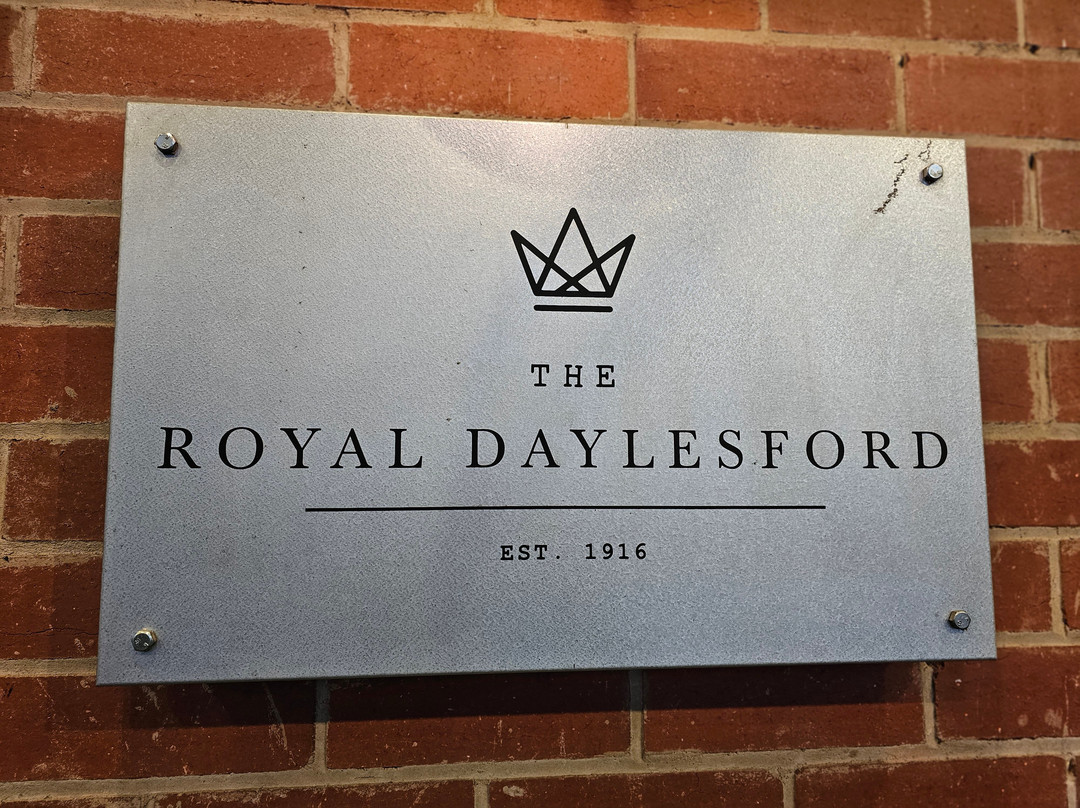 THE
ROYAL DAYLESFORD
EST. 1916